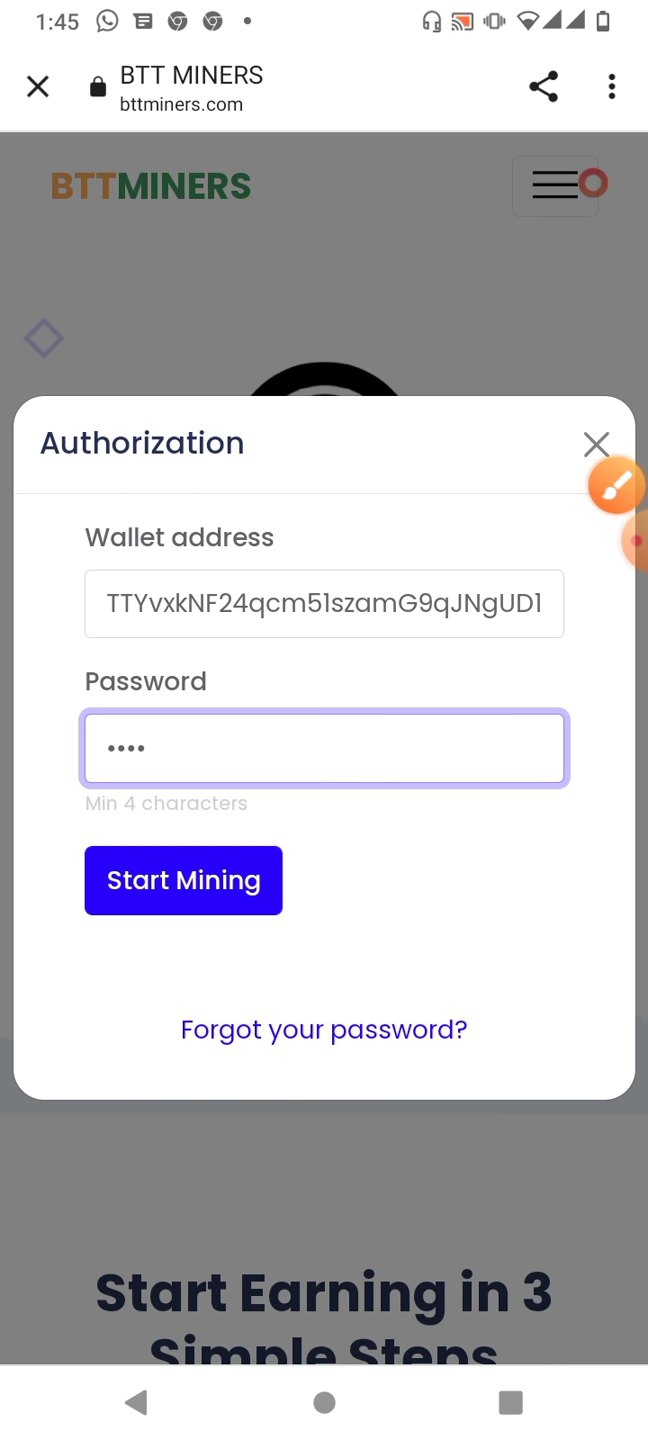 1:45
BTT MINERS
bttminers.com
BTTMINERS
Authorization
Wallet address
TTYvxkNF24qcm51szamG9qJNgUD1
Password
••••
Min 4 characters
Start Mining
Forgot your password?
Start Earning in 3
Simple Steps